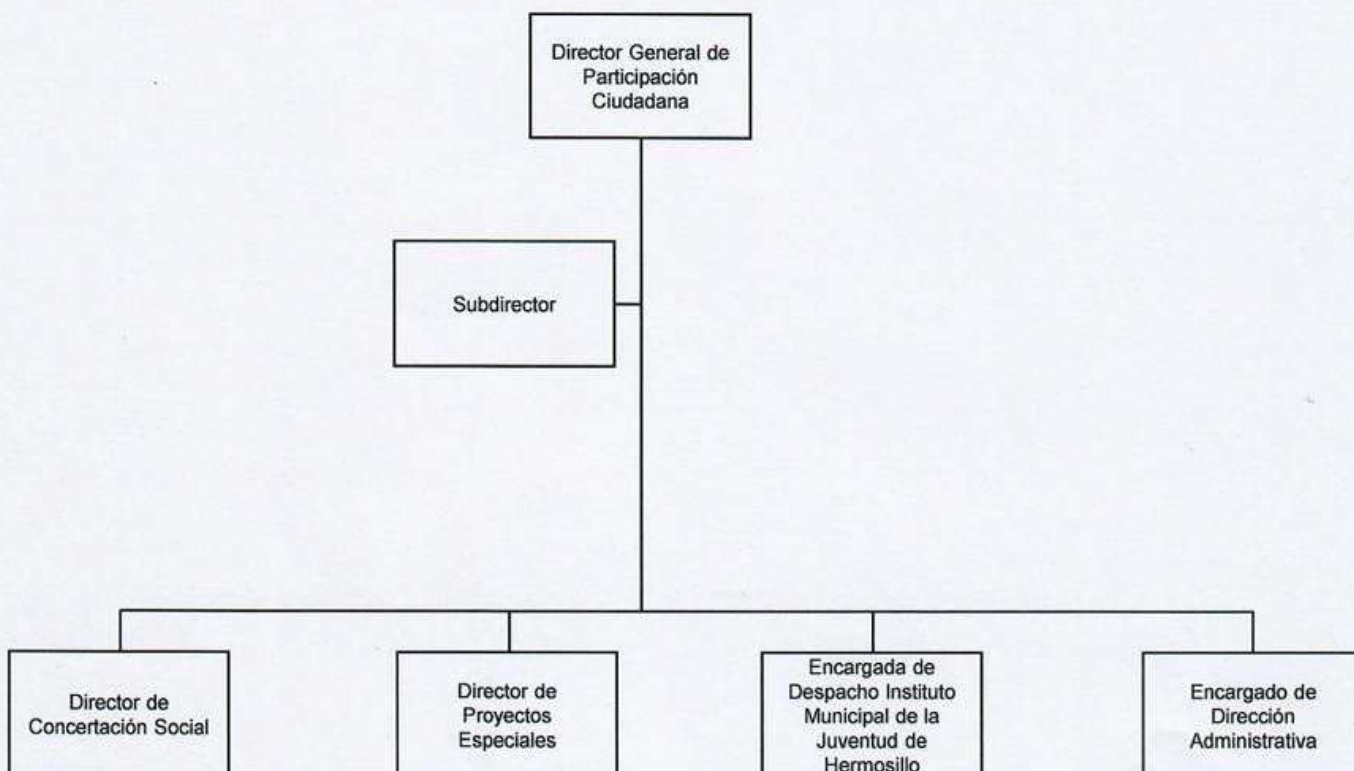 Director General de
Participación
Ciudadana
Subdirector
Director de
Concertación Social
Director de
Proyectos
Especiales
Encargada de
Despacho Instituto
Municipal de la
Juventud de
Hermosillo
Encargado de
Dirección
Administrativa